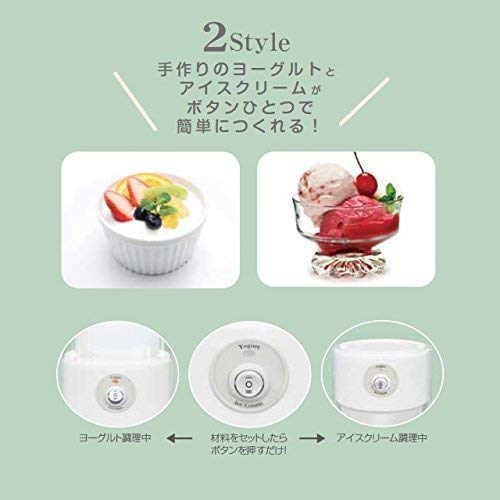 2Style
手作りのヨーグルトと
アイスクリームが
ボタンひとつで
簡単につくれる!
Yogurt
Ice Cream
ヨーグルト調理中
材料をセットしたら
ボタンを押すだけ!
アイスクリーム調理中